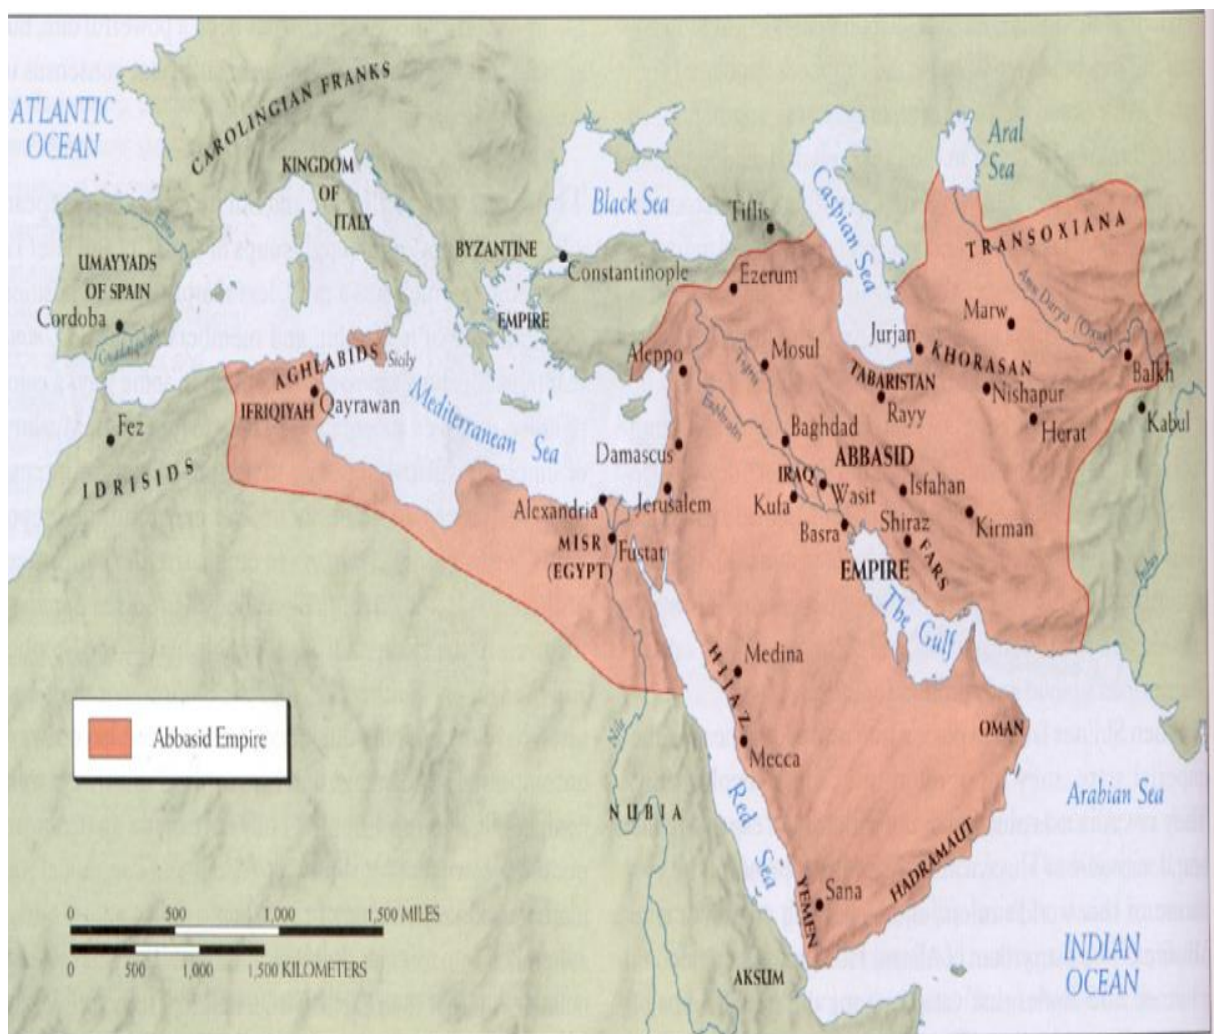 ATLANTIC
OCEAN
CAROLINGIAN FRANKS
KINGDOM
OF
ITALY
Black Sea
Caspian Sea
Aral
Sea
Tiflis
TRANSOXIANA
UMAYYADS
OF SPAIN
Cordoba
BYZANTINE
EMPIRE
Constantinople
Ezerum
Amu Darya (Oxus)
Marw
Jurjan
KHORASAN
Balkh
Kabul
AGHLABIDS
Sicily
IFRIQIYAH
Qayrawan
Mediterranean Sea
Aleppo
Tigris
Mosul
TABARISTAN
Rayy
Nishapur
Herat
Fez
IDRISIDS
Damascus
Euphrates
Baghdad
ABBASID
EMPIRE
IRAQ
Kufa
Wasit
Isfahan
Alexandria
Jerusalem
Basra
Shiraz
Kirman
MISR
(EGYPT)
Fustat
FARS
The Gulf
Indus
HIJAZ
Medina
Mecca
OMAN
Abbasid Empire
Nile
NUBIA
Red Sea
Arabian Sea
HADRAMAUT
YEMEN
Sana
AKSUM
INDIAN
OCEAN
0 500 1,000 1,500 MILES
0 500 1,000 1,500 KILOMETERS